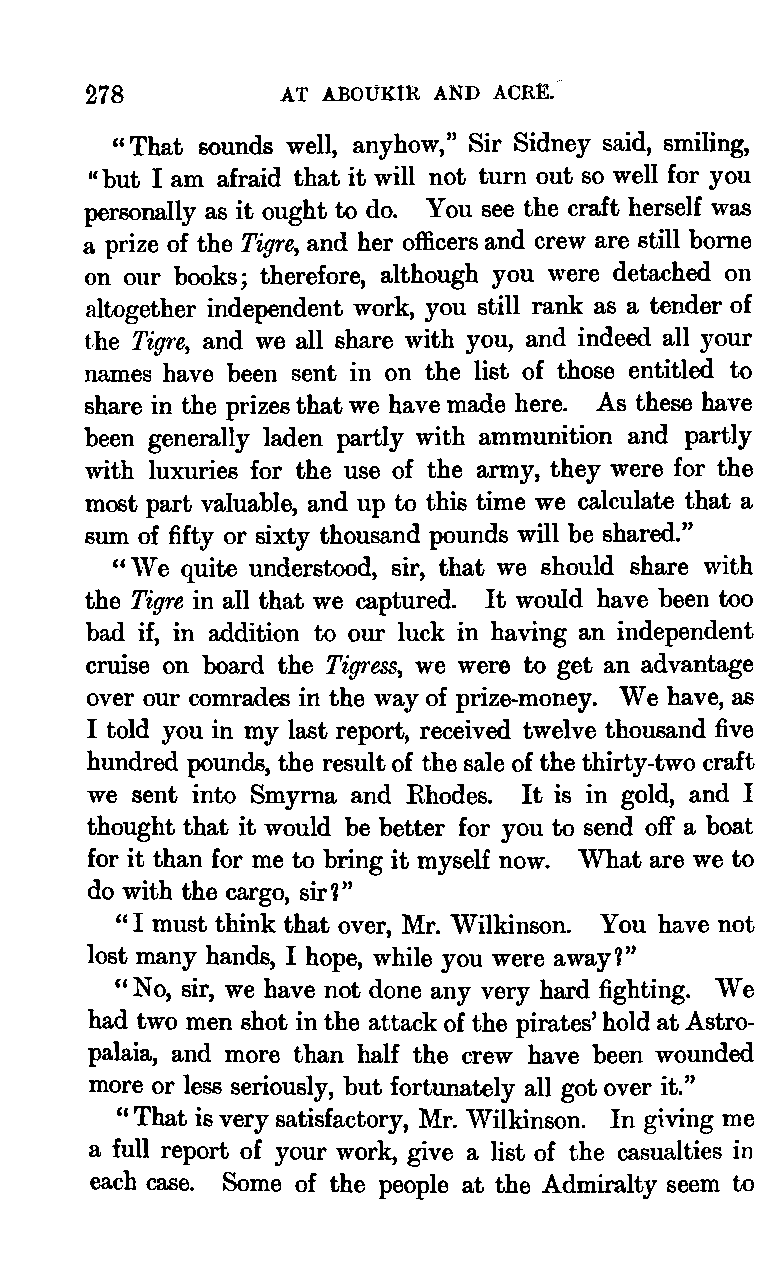 278 AT ABOUKIR AND ACRE.
"That sounds well, anyhow," Sir Sidney said, smiling,
"but I am afraid that it will not turn out so well for you
personally as it ought to do. You see the craft herself was
a prize of the Tigre, and her officers and crew are still borne
on our books; therefore, although you were detached on
altogether independent work, you still rank as a tender of
the Tigre, and we all share with you, and indeed all your
names have been sent in on the list of those entitled to
share in the prizes that we have made here. As these have
been generally laden partly with ammunition and partly
with luxuries for the use of the army, they were for the
most part valuable, and up to this time we calculate that a
sum of fifty or sixty thousand pounds will be shared."
"We quite understood, sir, that we should share with
the Tigre in all that we captured. It would have been too
bad if, in addition to our luck in having an independent
cruise on board the Tigress, we were to get an advantage
over our comrades in the way of prize-money. We have, as
I told you in my last report, received twelve thousand five
hundred pounds, the result of the sale of the thirty-two craft
we sent into Smyrna and Rhodes. It is in gold, and I
thought that it would be better for you to send off a boat
for it than for me to bring it myself now. What are we to
do with the cargo, sir?"
"I must think that over, Mr. Wilkinson. You have not
lost many hands, I hope, while you were away?"
"No, sir, we have not done any very hard fighting. We
had two men shot in the attack of the pirates' hold at Astro-
palaia, and more than half the crew have been wounded
more or less seriously, but fortunately all got over it."
"That is very satisfactory, Mr. Wilkinson. In giving me
a full report of your work, give a list of the casualties in
each case. Some of the people at the Admiralty seem to